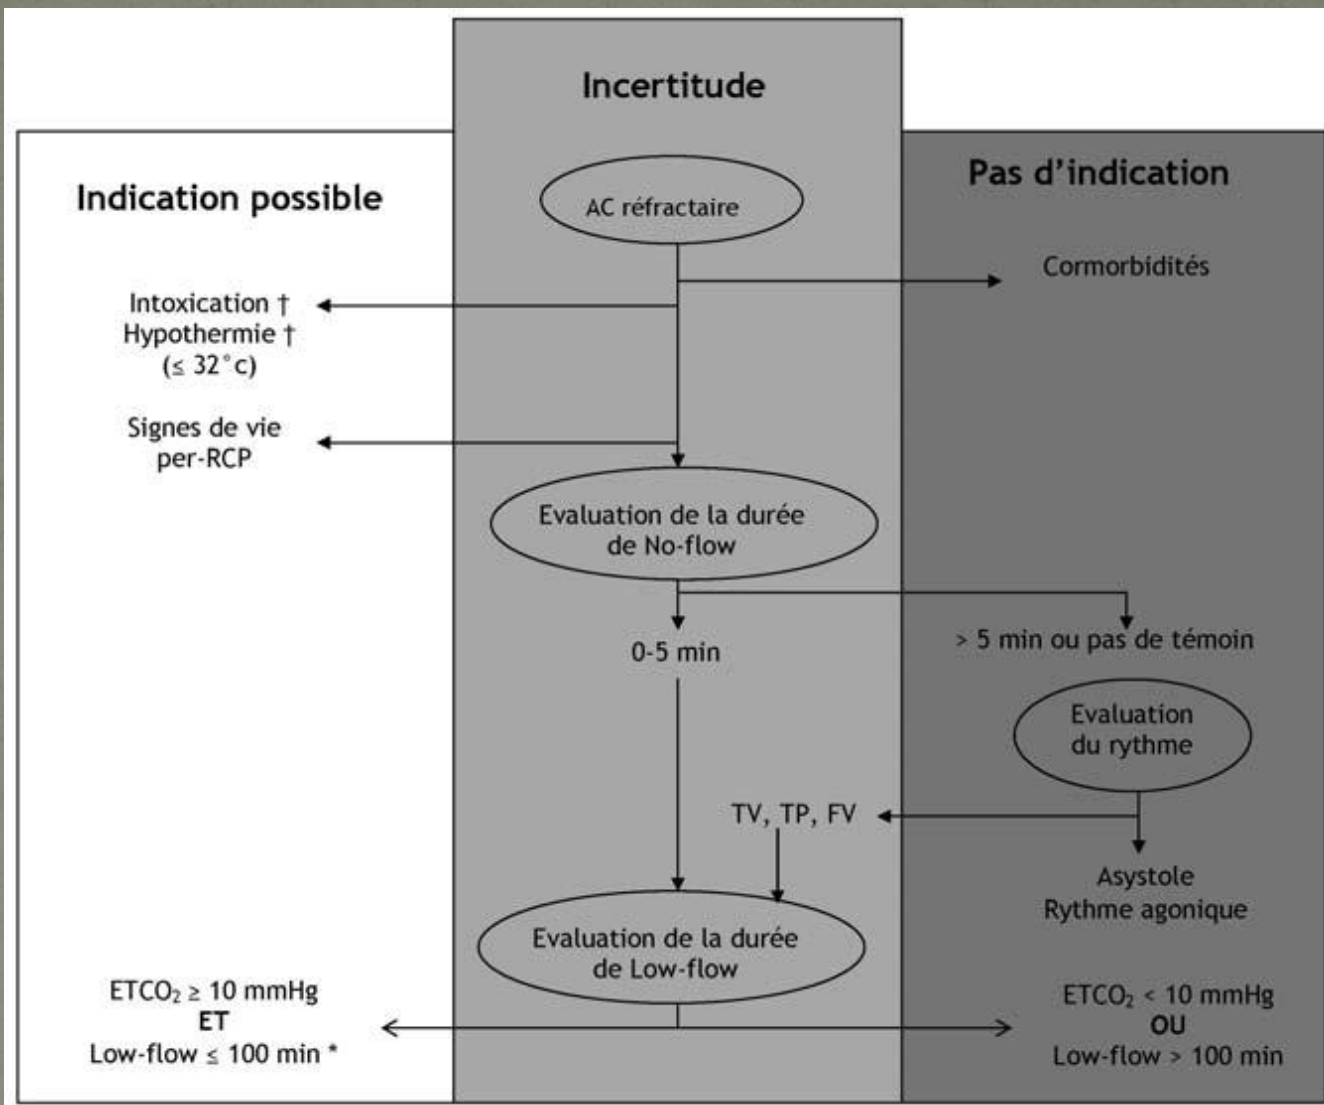 Incertitude
Indication possible
Pas d'indication
AC réfractaire
Cormorbidités
Intoxication †
Hypothermie †
(≤ 32°c)
Signes de vie
per-RCP
Evaluation de la durée
de No-flow
0-5 min
> 5 min ou pas de témoin
Evaluation
du rythme
TV, TP, FV
Asystole
Rythme agonique
Evaluation de la durée
de Low-flow
ETCO₂ ≥ 10 mmHg
ET
Low-flow ≤ 100 min *
ETCO₂ < 10 mmHg
OU
Low-flow > 100 min